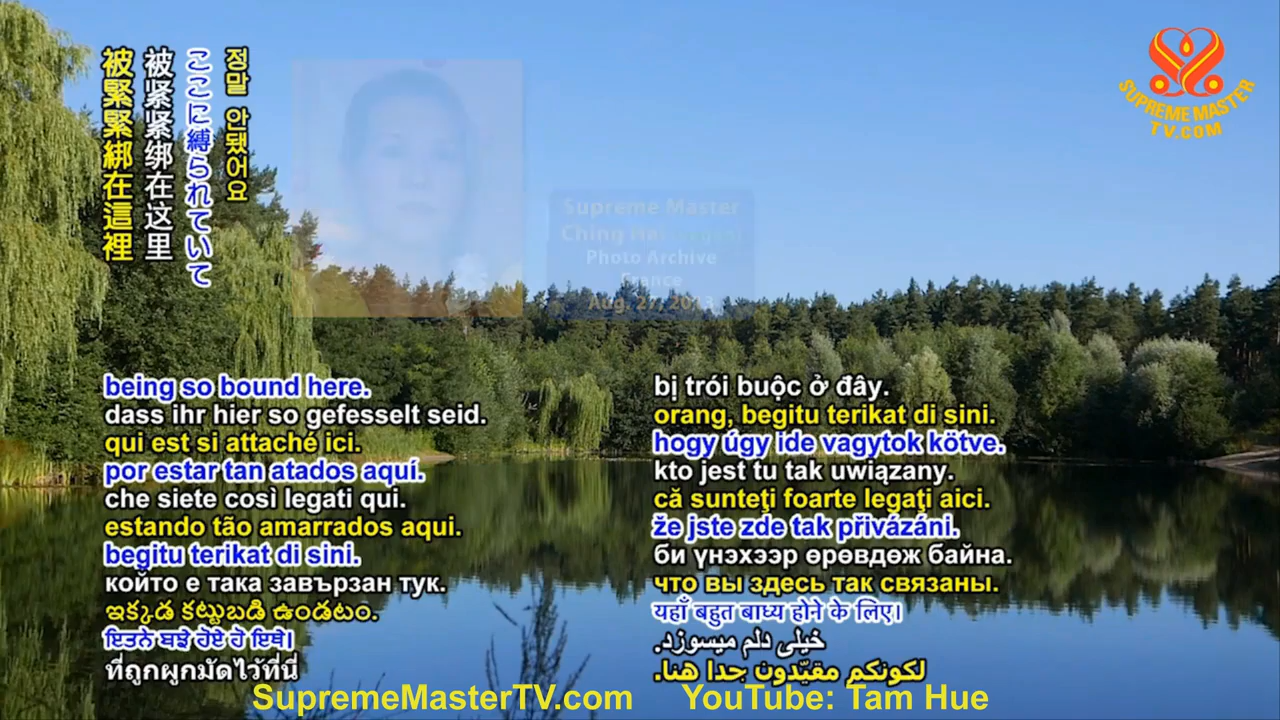 정말 안됐어요
ここに縛られていて
被紧紧绑在这里
被緊緊綁在這裡
SUPREME MASTER
TV.COM
Supreme Master
Ching Hai
Photo Archive
France
Aug. 27, 2013
being so bound here.
dass ihr hier so gefesselt seid.
qui est si attaché ici.
por estar tan atados aquí.
che siete così legati qui.
estando tão amarrados aqui.
begitu terikat di sini.
който е така завързан тук.
ఇక్కడ కట్టుబడి ఉండటం.
ਇਤਨੇ ਬਝੇ ਹੋਏ ਹੋ ਇਥੇ।
ที่ถูกผูกมัดไว้ที่นี่
bị trói buộc ở đây.
orang, begitu terikat di sini.
hogy úgy ide vagytok kötve.
kto jest tu tak uwiązany.
că sunteţi foarte legaţi aici.
že jste zde tak přivázáni.
би үнэхээр өрөвдөж байна.
что вы здесь так связаны.
यहाँ बहुत बाध्य होने के लिए।
خیلی دلم میسوزد.
لكونكم مقيّدون جدا هنا.
SupremeMasterTV.com YouTube: Tam Hue